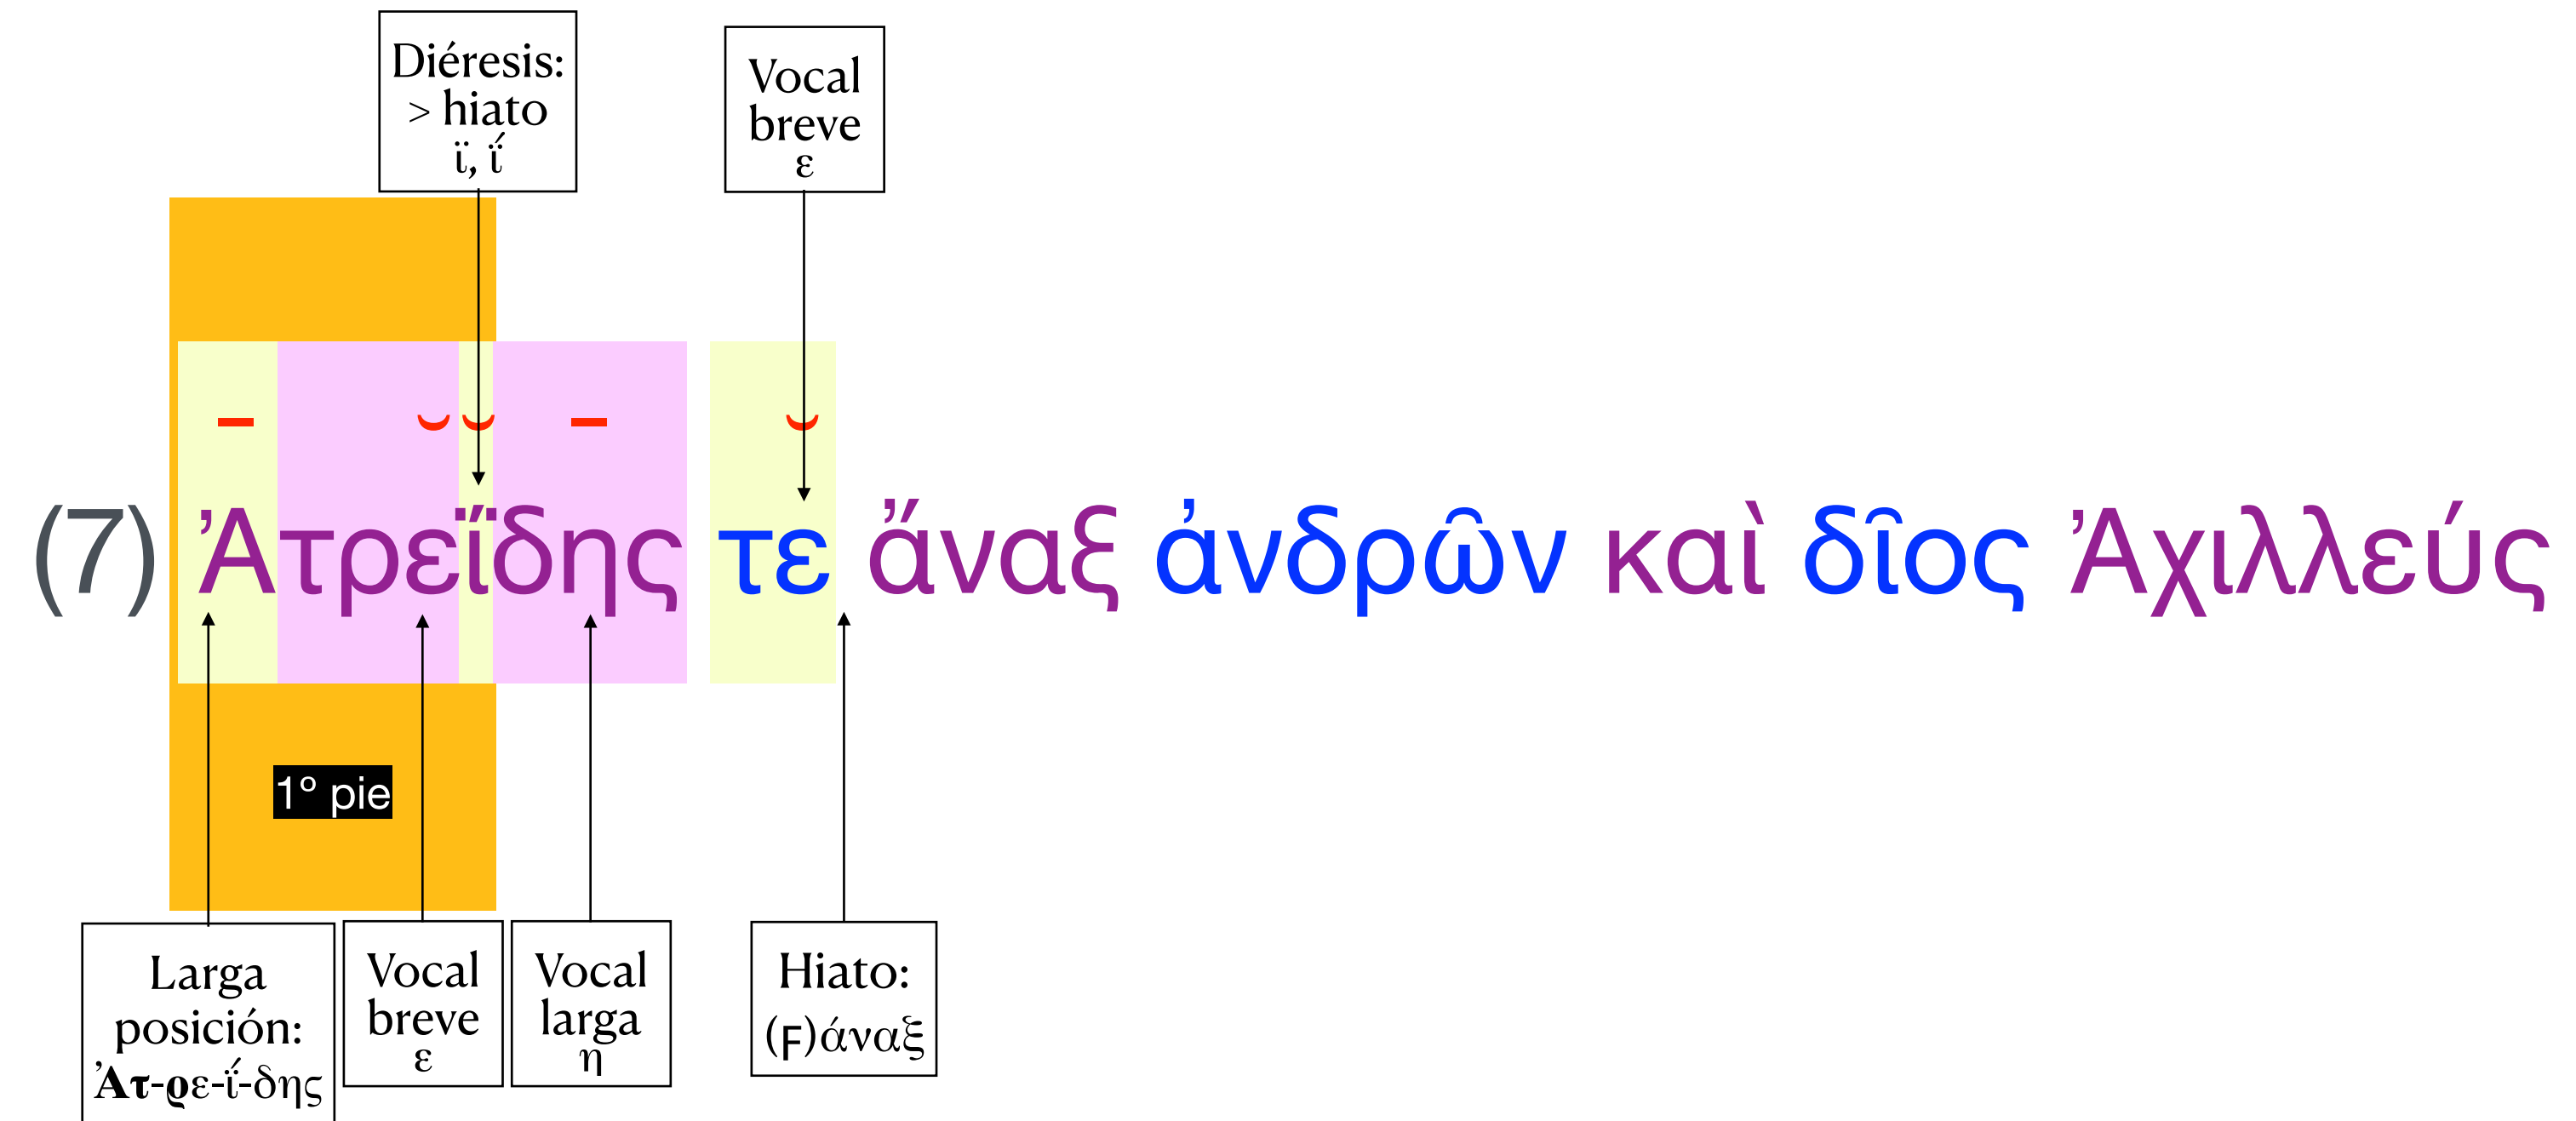 Diéresis:
> hiato
ϊ, ΐ
Vocal
breve
ε
– ⏑ ⏑ – ⏑
(7) Ἀτρεΐδης τε ἄναξ ἀνδρῶν καὶ δῖος Ἀχιλλεύς
1º pie
Larga
posición:
Ἀτ-ρε-ΐ-δης
Vocal
breve
ε
Vocal
larga
η
Hiato:
(F)άναξ